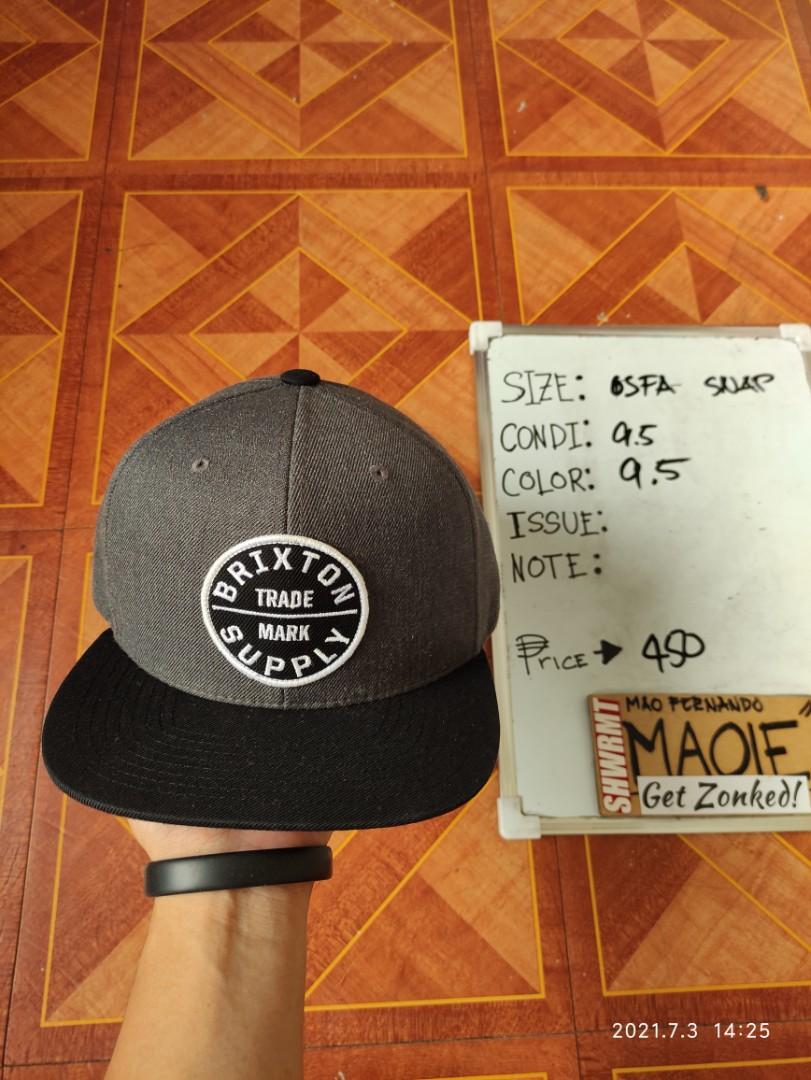 BRIXTON
TRADE
MARK
SUPPLY
SIZE: OSFA SNAP
CONDI: 9.5
COLOR: 9.5
ISSUE:
NOTE:
₱rice → 450
MAO FERNANDO
SHWRMT
MAOIE
Get Zonked!
2021.7.3 14:25